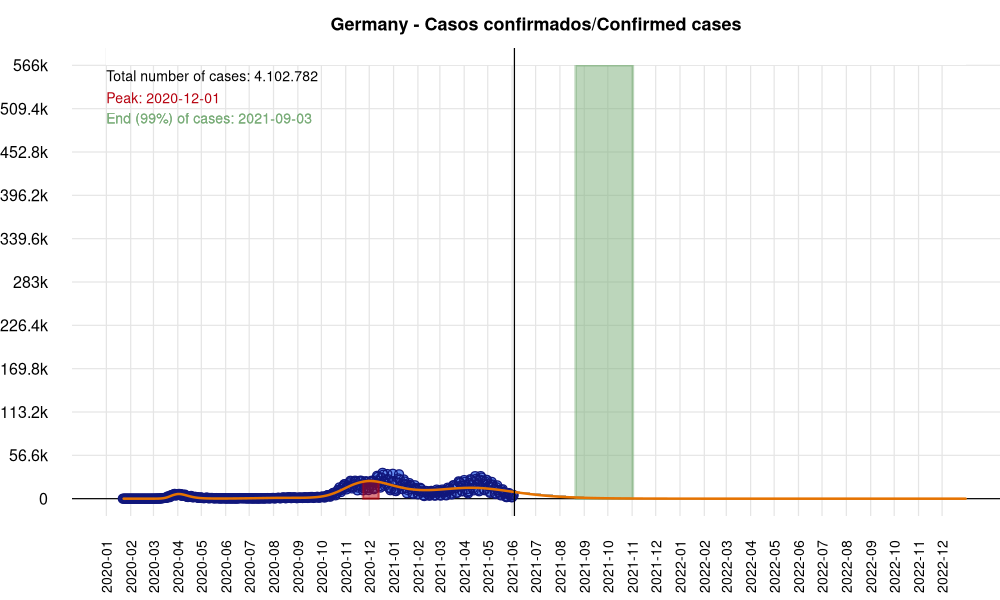 Germany - Casos confirmados/Confirmed cases
566k
Total number of cases: 4.102.782
Peak: 2020-12-01
509.4k
End (99%) of cases: 2021-09-03
452.8k
396.2k
339.6k
283k
226.4k
169.8k
113.2k
56.6k
0
2020-01
2020-02
2020-03
2020-04
2020-05
2020-06
2020-07
2020-08
2020-09
2020-10
2020-11
2020-12
2021-01
2021-02
2021-03
2021-04
2021-05
2021-06
2021-07
2021-08
2021-09
2021-10
2021-11
2021-12
2022-01
2022-02
2022-03
2022-04
2022-05
2022-06
2022-07
2022-08
2022-09
2022-10
2022-11
2022-12